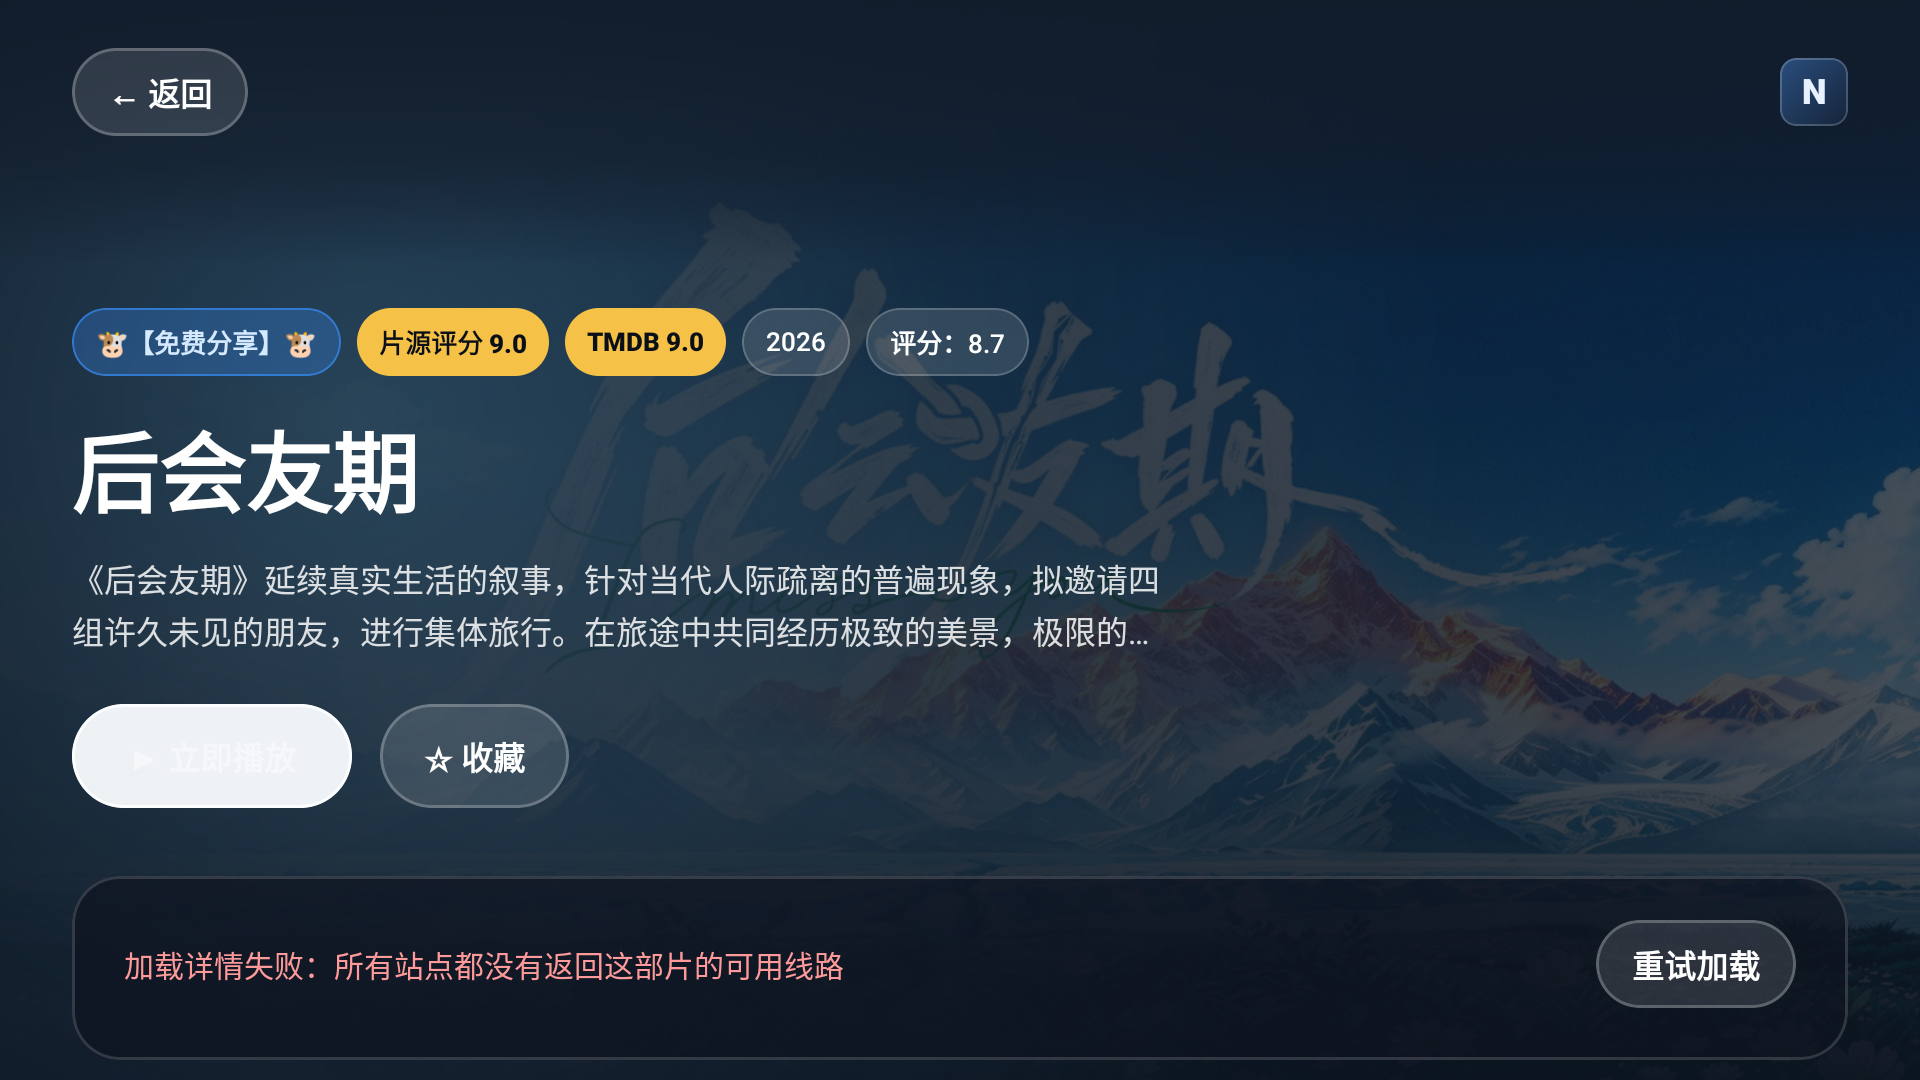 ← 返回
N
🐮【免费分享】🐮
片源评分 9.0
TMDB 9.0
2026
评分：8.7
后会友期
后会友期
《后会友期》延续真实生活的叙事，针对当代人际疏离的普遍现象，拟邀请四
组许久未见的朋友，进行集体旅行。在旅途中共同经历极致的美景，极限的...
▶ 立即播放
☆ 收藏
加载详情失败：所有站点都没有返回这部片的可用线路
重试加载